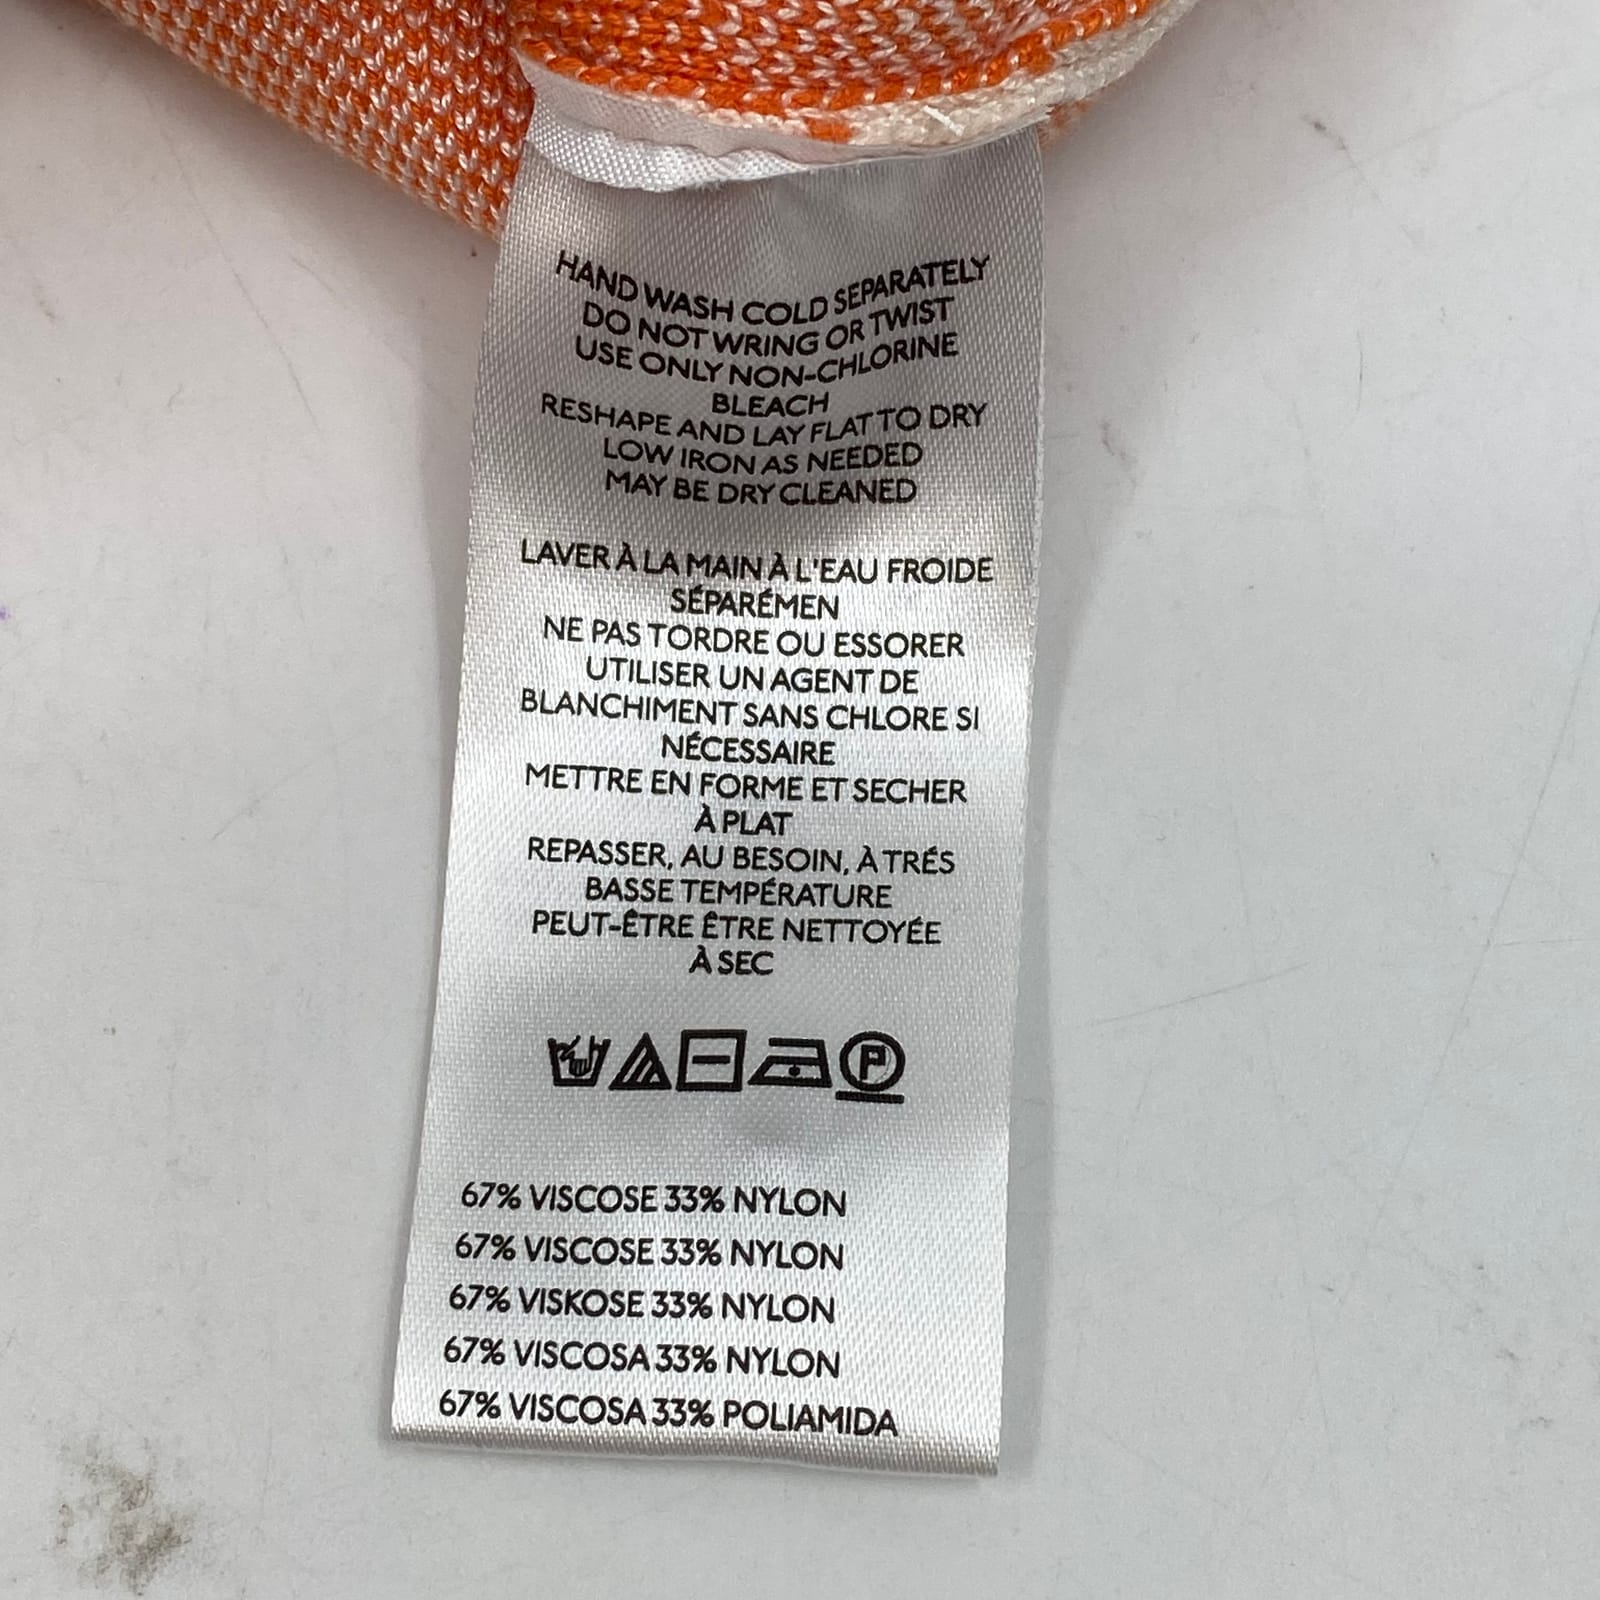 HAND WASH COLD SEPARATELY
DO NOT WRING OR TWIST
USE ONLY NON-CHLORINE
BLEACH
RESHAPE AND LAY FLAT TO DRY
LOW IRON AS NEEDED
MAY BE DRY CLEANED
LAVER À LA MAIN À L'EAU FROIDE
SÉPARÉMEN
NE PAS TORDRE OU ESSORER
UTILISER UN AGENT DE
BLANCHIMENT SANS CHLORE SI
NÉCESSAIRE
METTRE EN FORME ET SECHER
À PLAT
REPASSER, AU BESOIN, À TRÉS
BASSE TEMPÉRATURE
PEUT-ÊTRE ÊTRE NETTOYÉE
À SEC
P
67% VISCOSE 33% NYLON
67% VISCOSE 33% NYLON
67% VISKOSE 33% NYLON
67% VISCOSA 33% NYLON
67% VISCOSA 33% POLIAMIDA